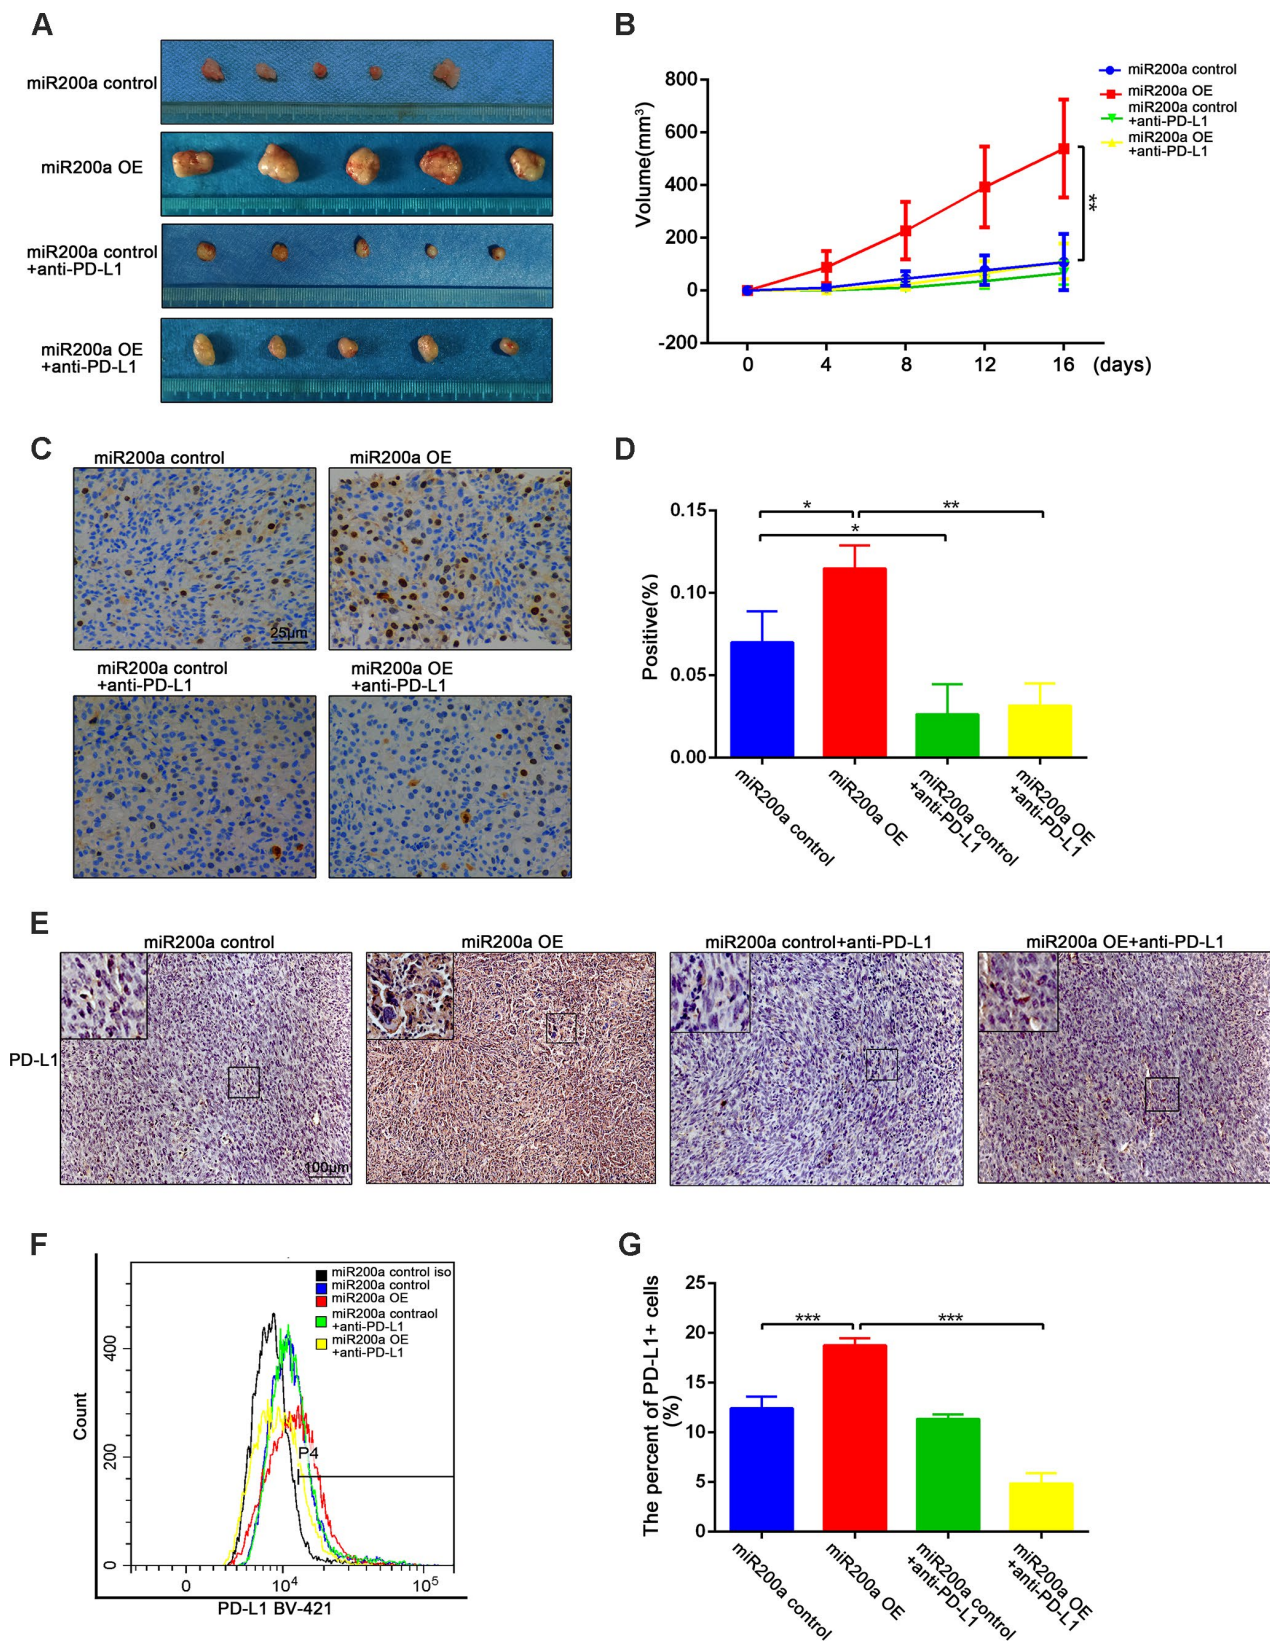 A
miR200a control
miR200a OE
miR200a control
+anti-PD-L1
miR200a OE
+anti-PD-L1
B
800
600
400
200
0
-200
Volume(mm³)
0 4 8 12 16 (days)
**
miR200a control
miR200a OE
miR200a control
+anti-PD-L1
miR200a OE
+anti-PD-L1
C
miR200a control
miR200a OE
25μm
miR200a control
+anti-PD-L1
miR200a OE
+anti-PD-L1
D
Positive(%)
0.15
0.10
0.05
0.00
* **
*
miR200a control
miR200a OE
miR200a control
+anti-PD-L1
miR200a OE
+anti-PD-L1
E
miR200a control
miR200a OE
miR200a control+anti-PD-L1
miR200a OE+anti-PD-L1
PD-L1
100μm
F
miR200a control iso
miR200a control
miR200a OE
miR200a contraol
+anti-PD-L1
miR200a OE
+anti-PD-L1
Count
400
200
0
P4
0 10⁴ 10⁵
PD-L1 BV-421
G
The percent of PD-L1+ cells
(%)
25
20
15
10
5
0
*** ***
miR200a control
miR200a OE
miR200a control
+anti-PD-L1
miR200a OE
+anti-PD-L1